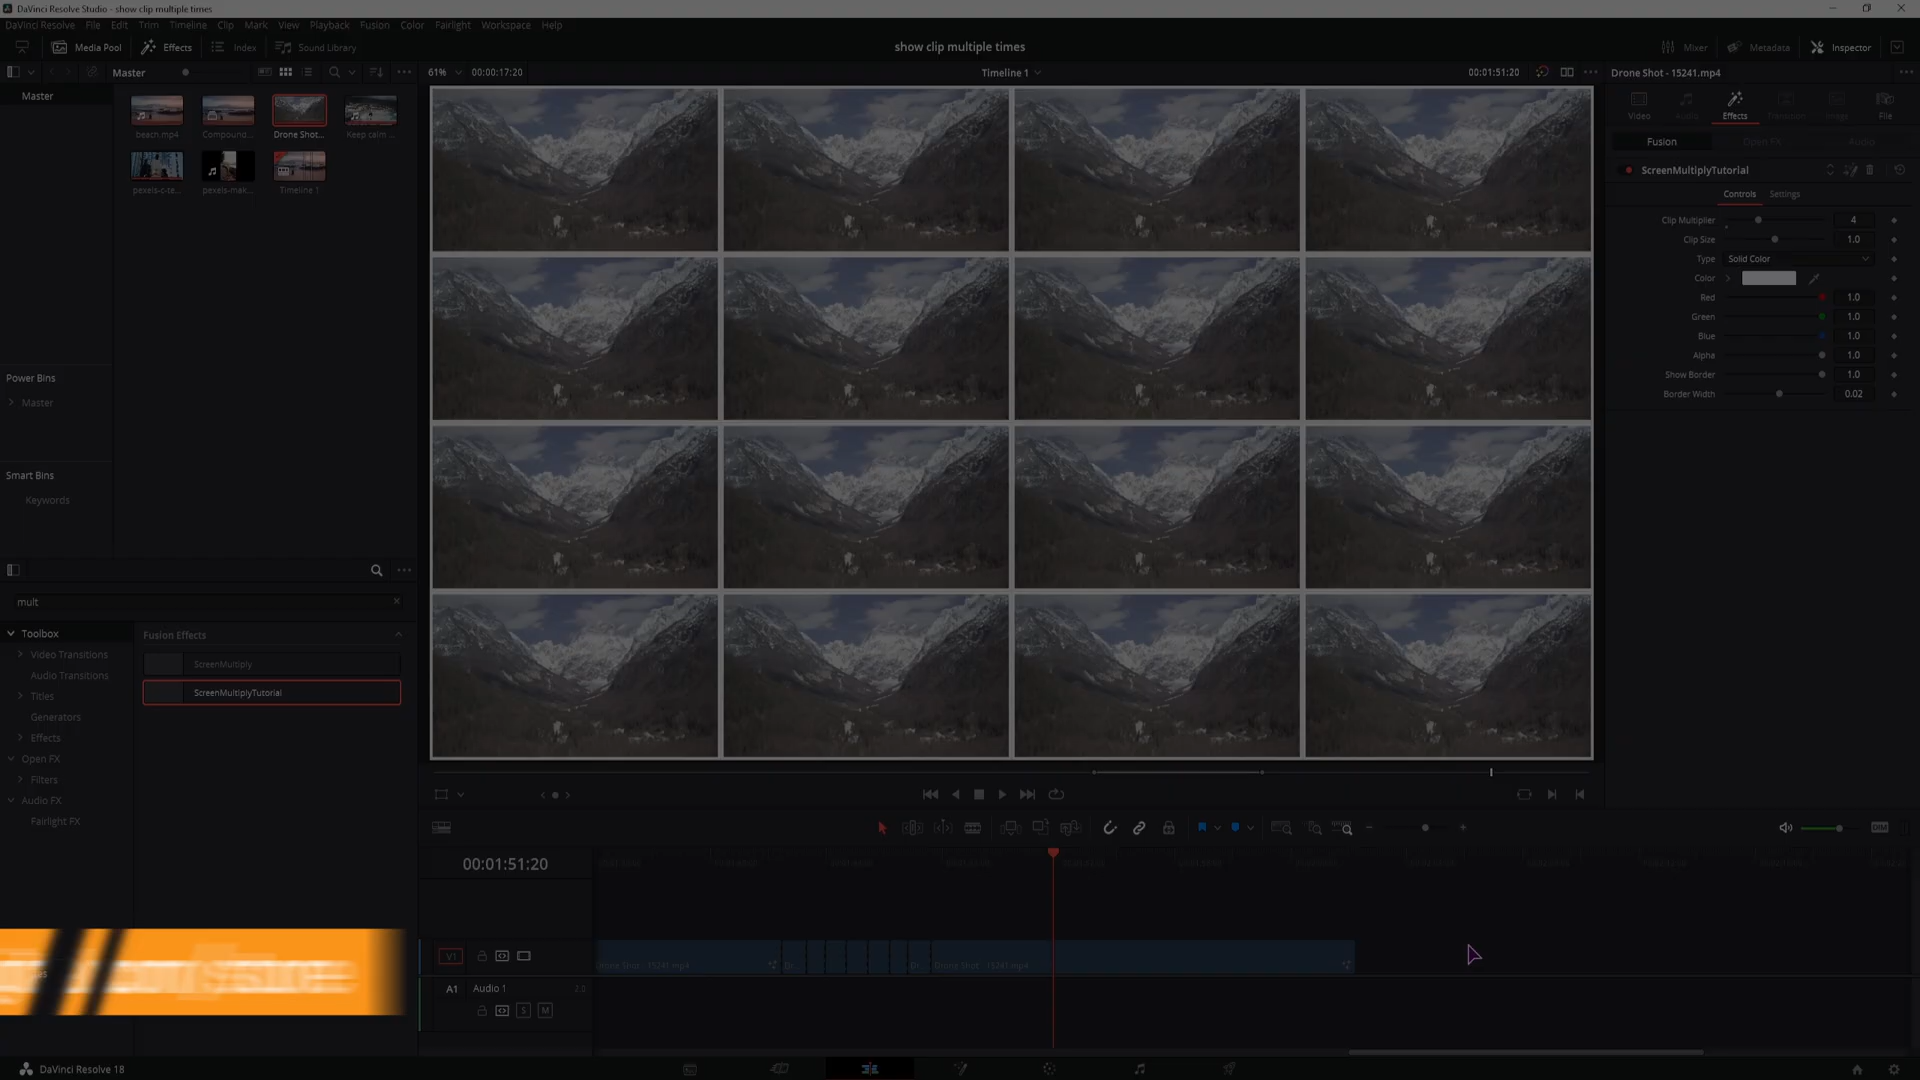 DaVinci Resolve Studio - show clip multiple times
DaVinci Resolve File Edit Trim Timeline Clip Mark View Playback Fusion Color Fairlight Workspace Help
Media Pool Effects Index Sound Library show clip multiple times Mixer Metadata Inspector
Master 61% 00:00:17:20 Timeline 1 00:01:51:20 Drone Shot - 15241.mp4
Master
beach.mp4 Compound... Drone Shot... Keep calm ...
pexels-c-te... pexels-mak... Timeline 1
Power Bins
Master
Smart Bins
Keywords
Video Audio Effects Transition Image File
Fusion Open FX Audio
ScreenMultiplyTutorial
Controls Settings
Clip Multiplier 4
Clip Size 1.0
Type Solid Color
Color
Red 1.0
Green 1.0
Blue 1.0
Alpha 1.0
Show Border 1.0
Border Width 0.02
mult
Toolbox
Video Transitions
Audio Transitions
Titles
Generators
Effects
Open FX
Filters
Audio FX
Fairlight FX
Fusion Effects
ScreenMultiply
ScreenMultiplyTutorial
DIM
00:01:51:20
V1 Drone Shot - 15241.mp4 Drone Shot - 15241.mp4
A1 Audio 1 2.0
S M
DaVinci Resolve 18